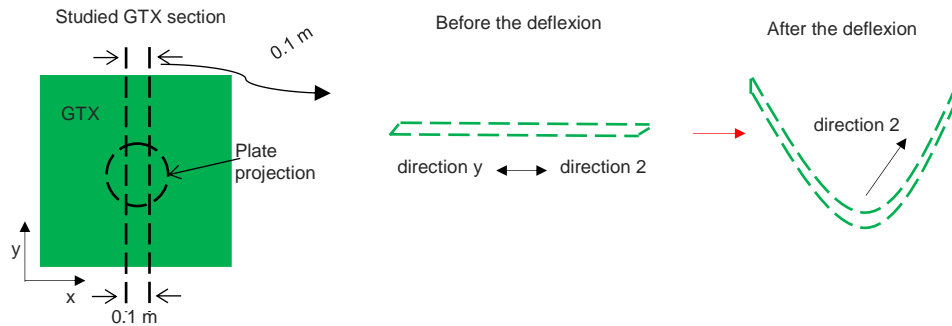 Studied GTX section
0.1 m
Before the deflexion
After the deflexion
GTX
Plate
projection
direction y
direction 2
direction 2
y
x
0.1 m